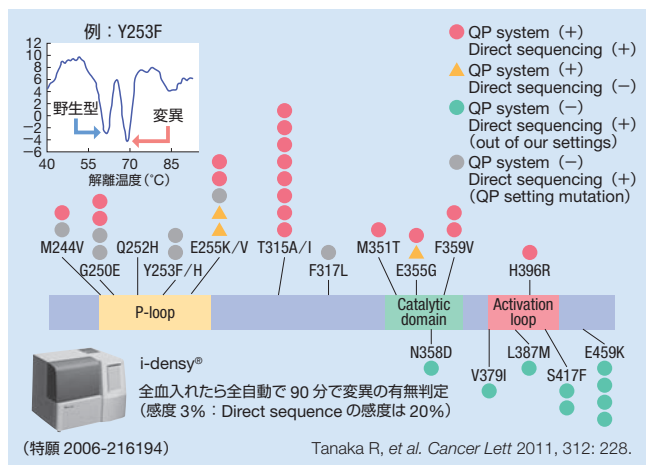 例：Y253F
12
10
8
6
4
2
0
−2
−4
−6
野生型
変異
40 55 70 85
解離温度（℃）
QP system（+）
Direct sequencing（+）
QP system（+）
Direct sequencing（−）
QP system（−）
Direct sequencing（+）
(out of our settings)
QP system（−）
Direct sequencing（+）
(QP setting mutation)
M244V
G250E
Q252H
Y253F/H
E255K/V
T315A/I
F317L
M351T
E355G
F359V
H396R
P-loop
Catalytic
domain
Activation
loop
N358D
V379I
L387M
S417F
E459K
i-densy®
全血入れたら全自動で 90 分で変異の有無判定
（感度 3％：Direct sequence の感度は 20％）
（特願 2006-216194）
Tanaka R, et al. Cancer Lett 2011, 312: 228.